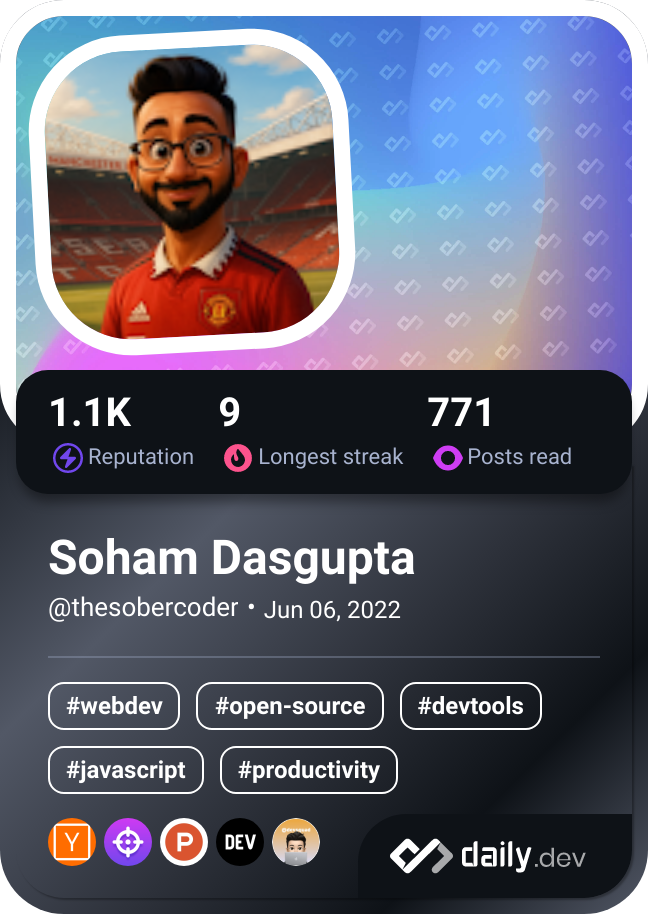 1.1K 9 771
Reputation Longest streak Posts read
Soham Dasgupta
@thesobercoder • Jun 06, 2022
#webdev #open-source #devtools
#javascript #productivity
Y P DEV
daily.dev